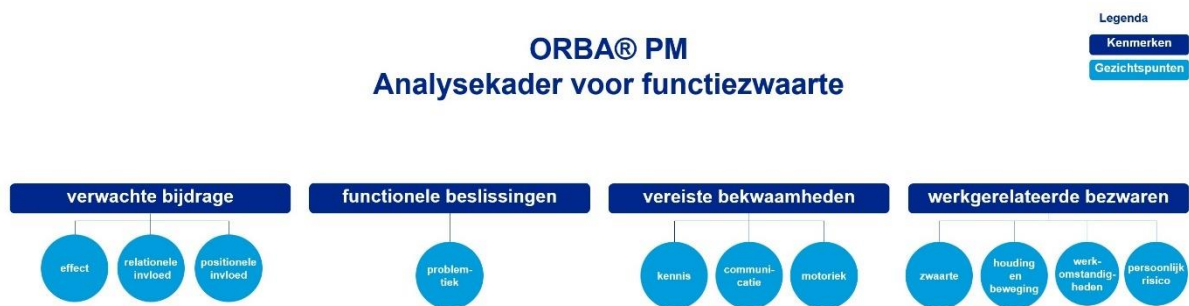 Legenda
Kenmerken
Gezichtspunten
ORBA® PM
Analysekader voor functiezwaarte
verwachte bijdrage
effect
relationele
invloed
positionele
invloed
functionele beslissingen
problem-
tiek
vereiste bekwaamheden
kennis
communi-
catie
motoriek
werkgerelateerde bezwaren
zwaarte
houding
en
beweging
werk-
omstandig-
heden
persoonlijk
risico